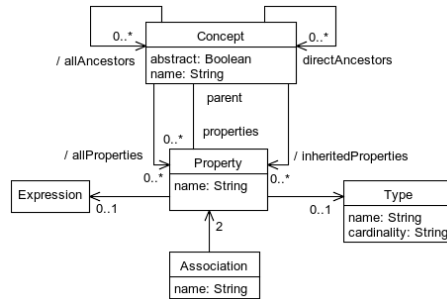 Concept
0..*
0..*
abstract: Boolean
name: String
/ allAncestors
directAncestors
parent
0..*
properties
/ allProperties
/ inheritedProperties
0..*
Property
0..*
name: String
Expression
0..1
0..1
Type
name: String
cardinality: String
2
Association
name: String